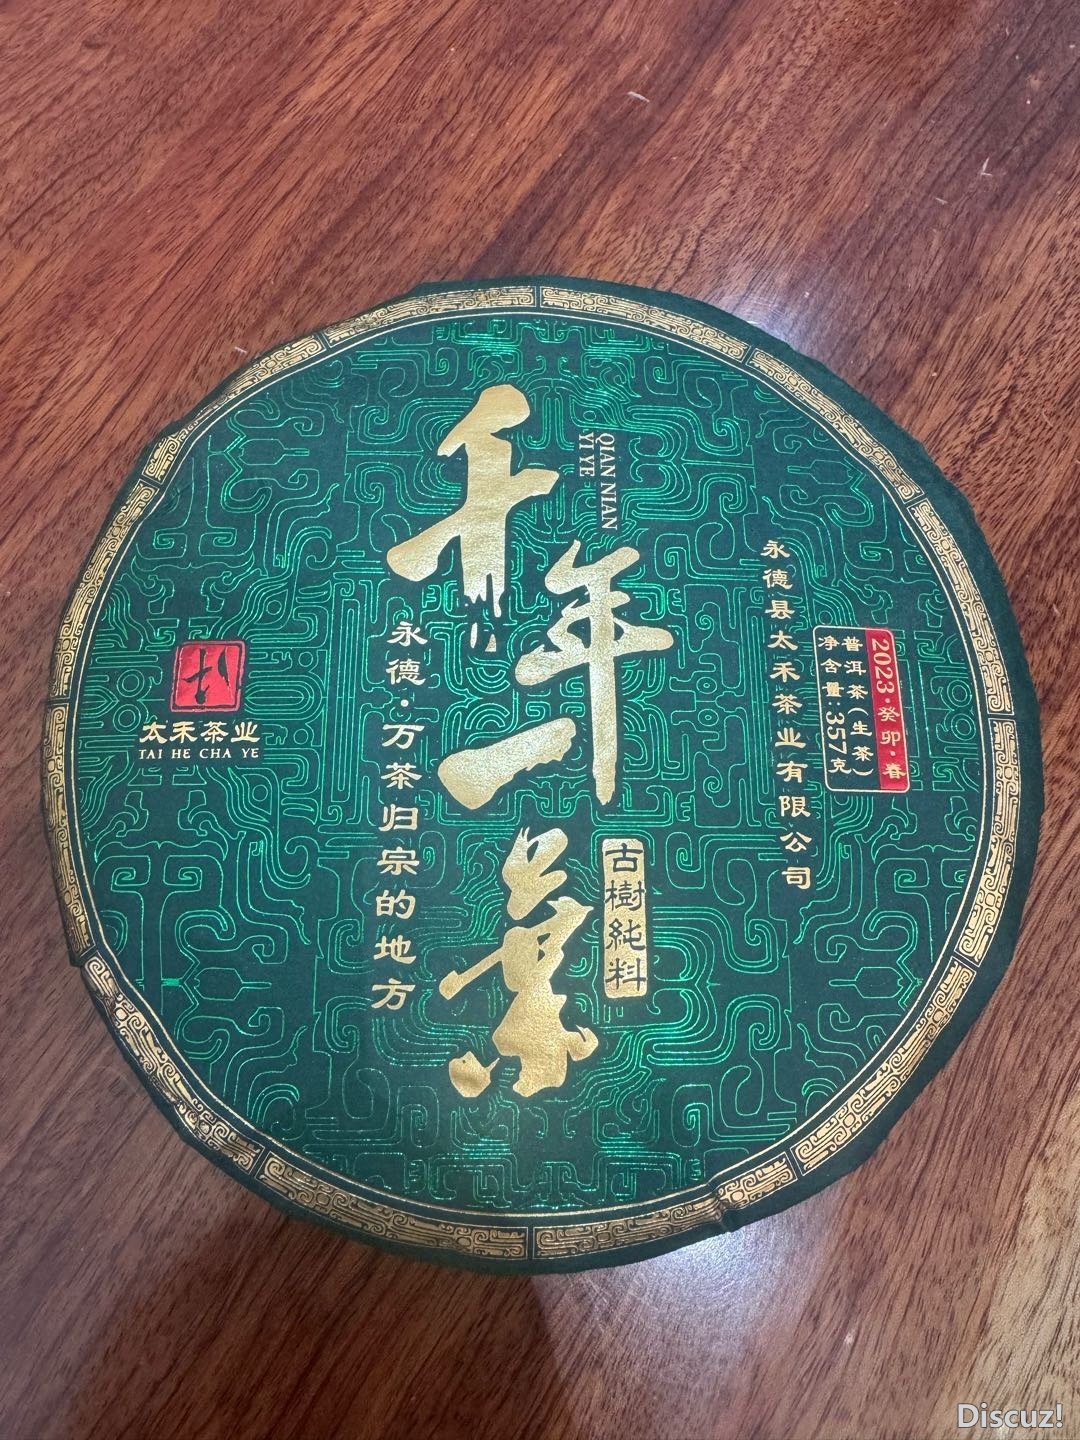 千年一葉
QIAN NIAN
YI YE
古樹純料
永德·万茶归宗的地方
太禾茶业
TAI HE CHA YE
永德县太禾茶业有限公司
2023·癸卯·春
普洱茶(生茶)
净含量:357克
Discuz!